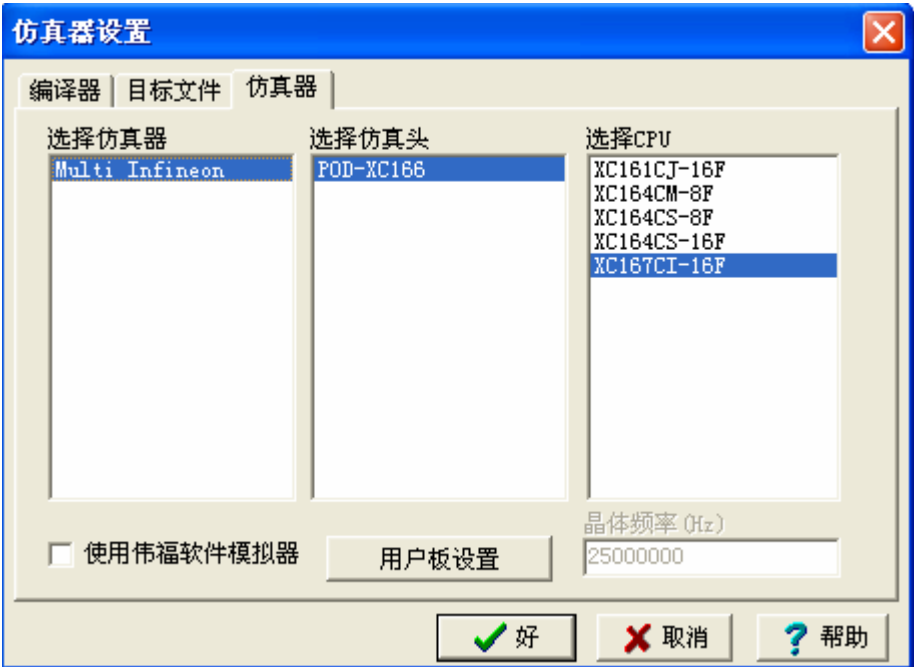 仿真器设置
编译器 目标文件 仿真器
选择仿真器 选择仿真头 选择CPU
Multi Infineon POD-XC166 XC161CJ-16F
XC164CM-8F
XC164CS-8F
XC164CS-16F
XC167CI-16F
晶体频率(Hz)
使用伟福软件模拟器 用户板设置 25000000
好 取消 帮助